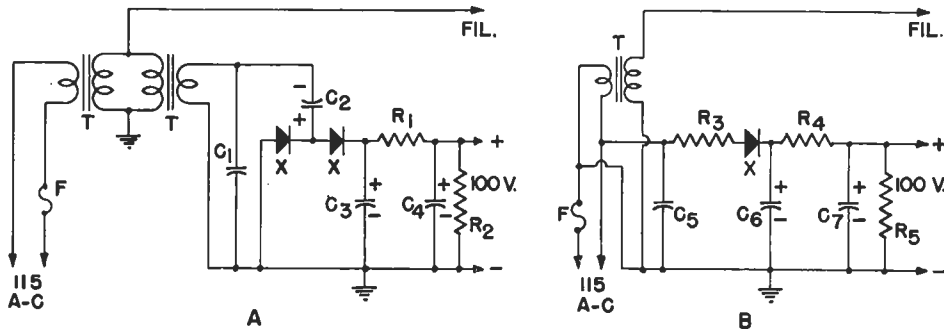 FIL.
T
T
C1
C2
-
+
X
X
R1
+
C3
+
-
C4
+
-
100 V.
R2
-
F
115
A-C
A
FIL.
T
R3
X
R4
+
F
C5
C6
+
-
C7
+
-
100 V.
R5
-
115
A-C
B